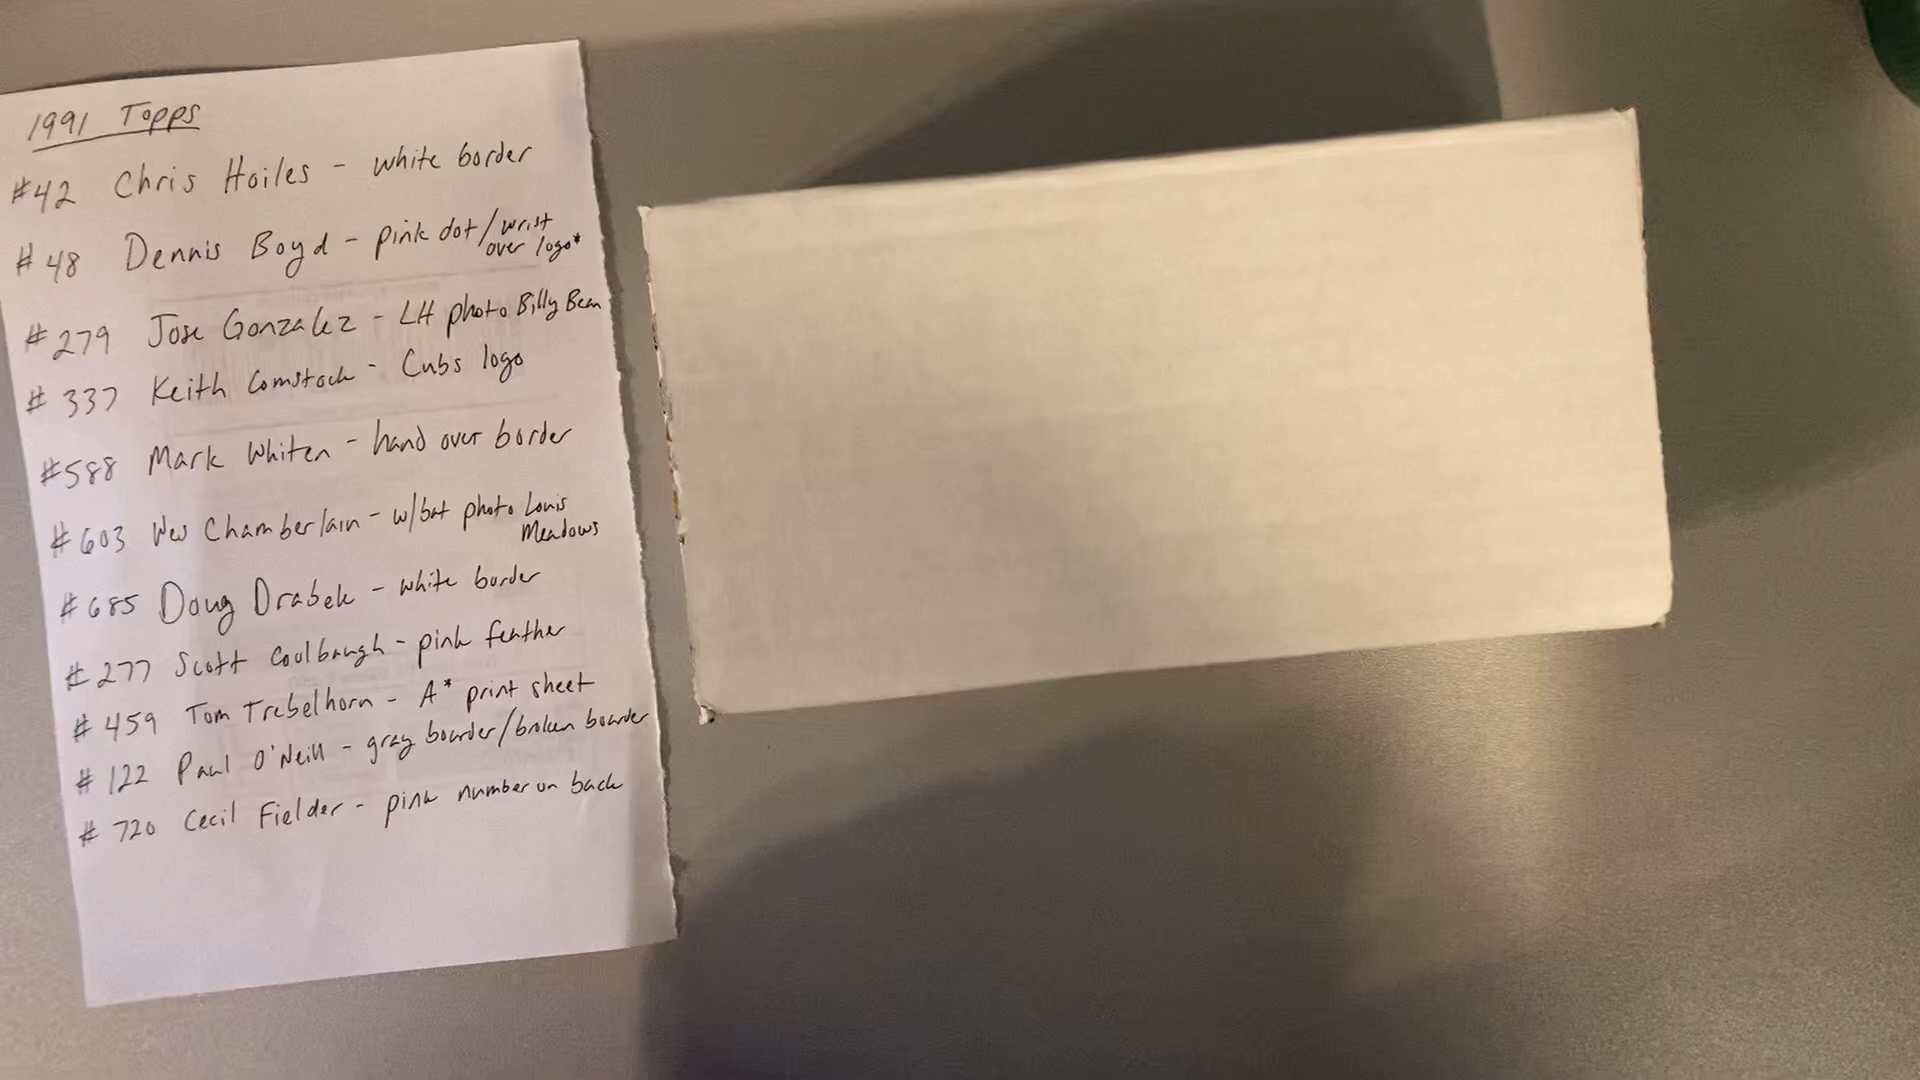 1991 Topps
#42 Chris Hoiles - white border
#48 Dennis Boyd - pink dot/wrist over logo*
#279 Jose Gonzalez - LH photo Billy Bean
#337 Keith Comstock - Cubs logo
#588 Mark Whiten - hand over border
#603 Wes Chamberlain - w/bat photo Louis Meadows
#685 Doug Drabek - white border
#277 Scott Coolbaugh - pink feather
#459 Tom Trebelhorn - A* print sheet
#122 Paul O'Neill - gray boarder/broken boarder
#720 Cecil Fielder - pink number on back